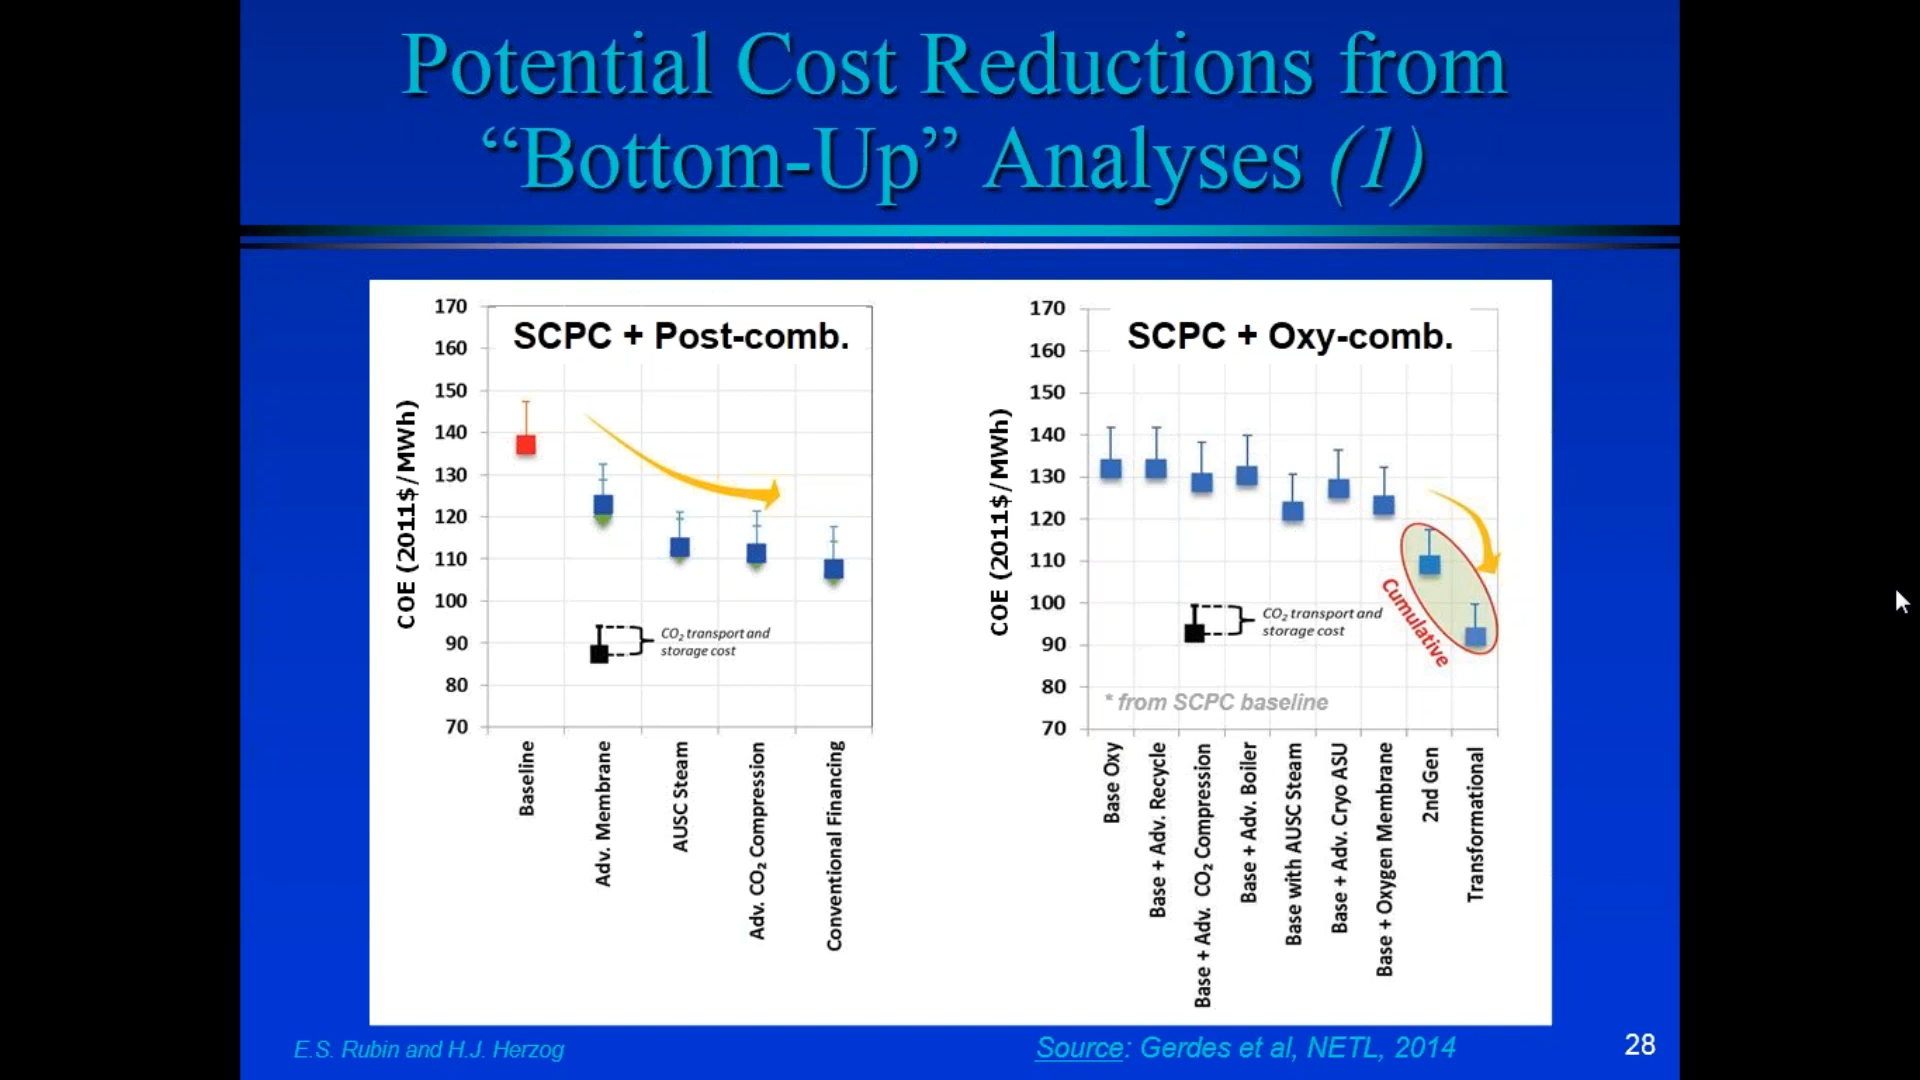 Potential Cost Reductions from
“Bottom-Up” Analyses (1)
SCPC + Post-comb.
COE (2011$/MWh)
170
160
150
140
130
120
110
100
90
80
70
CO₂ transport and
storage cost
Baseline
Adv. Membrane
AUSC Steam
Adv. CO₂ Compression
Conventional Financing
SCPC + Oxy-comb.
COE (2011$/MWh)
170
160
150
140
130
120
110
100
90
80
70
CO₂ transport and
storage cost
Cumulative
* from SCPC baseline
Base Oxy
Base + Adv. Recycle
Base + Adv. CO₂ Compression
Base + Adv. Boiler
Base with AUSC Steam
Base + Adv. Cryo ASU
Base + Oxygen Membrane
2nd Gen
Transformational
E.S. Rubin and H.J. Herzog
Source: Gerdes et al, NETL, 2014
28